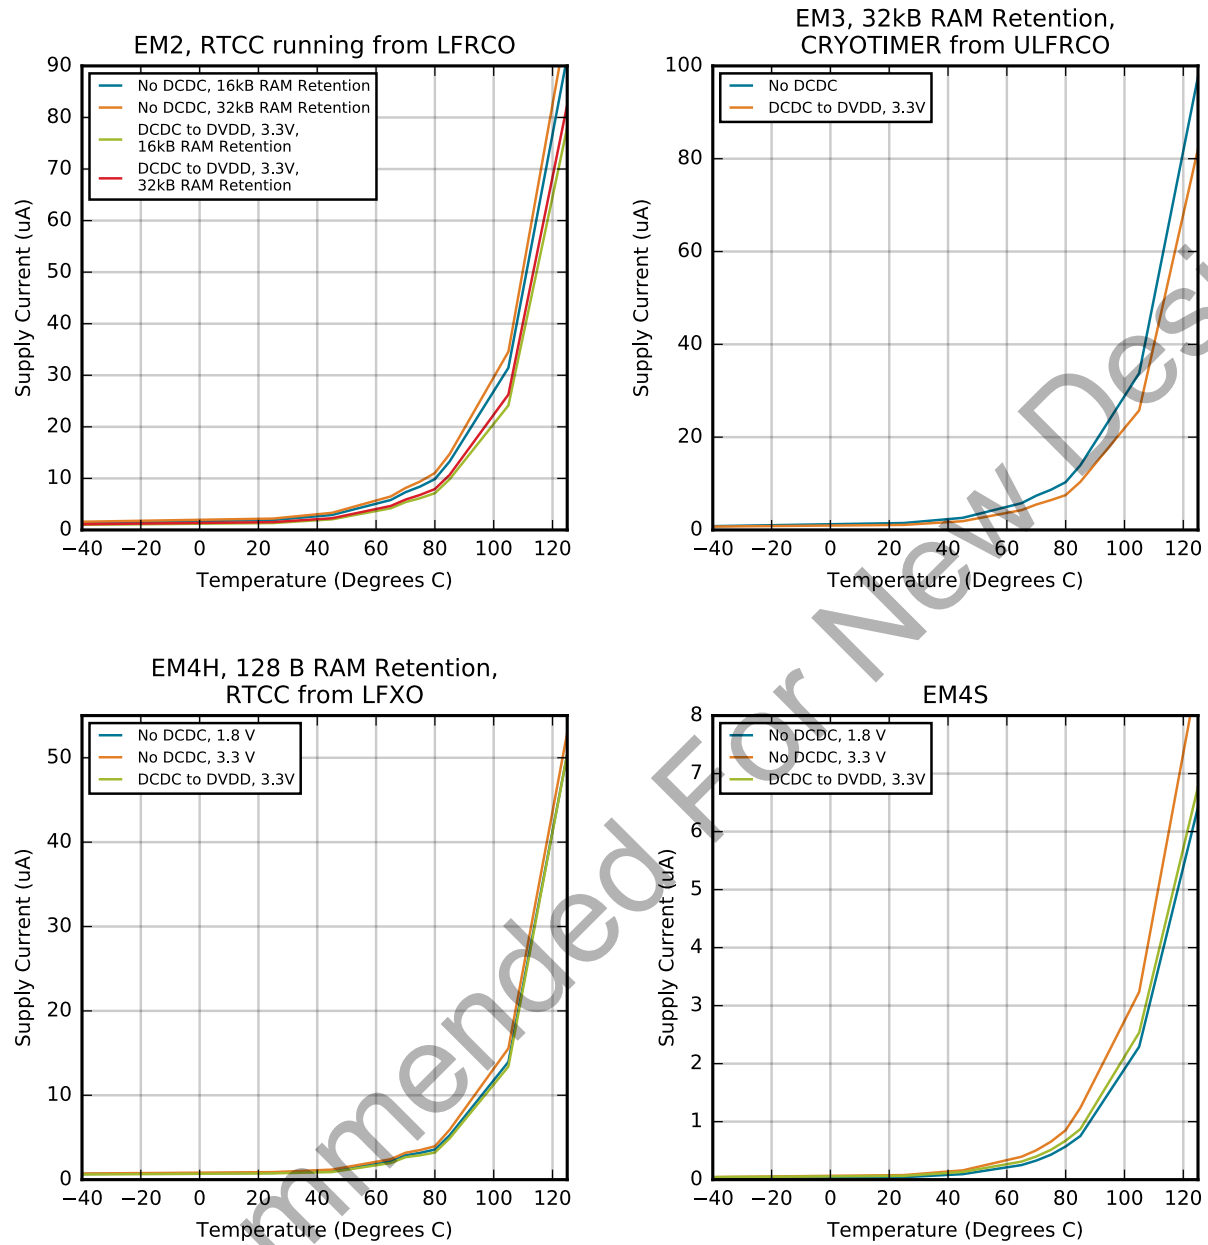 EM2, RTCC running from LFRCO
90
80
70
60
50
40
30
20
10
0
Supply Current (uA)
No DCDC, 16kB RAM Retention
No DCDC, 32kB RAM Retention
DCDC to DVDD, 3.3V,
16kB RAM Retention
DCDC to DVDD, 3.3V,
32kB RAM Retention
−40 −20 0 20 40 60 80 100 120
Temperature (Degrees C)
EM3, 32kB RAM Retention,
CRYOTIMER from ULFRCO
100
80
60
40
20
0
Supply Current (uA)
No DCDC
DCDC to DVDD, 3.3V
−40 −20 0 20 40 60 80 100 120
Temperature (Degrees C)
EM4H, 128 B RAM Retention,
RTCC from LFXO
50
40
30
20
10
0
Supply Current (uA)
No DCDC, 1.8 V
No DCDC, 3.3 V
DCDC to DVDD, 3.3V
−40 −20 0 20 40 60 80 100 120
Temperature (Degrees C)
EM4S
8
7
6
5
4
3
2
1
0
Supply Current (uA)
No DCDC, 1.8 V
No DCDC, 3.3 V
DCDC to DVDD, 3.3V
−40 −20 0 20 40 60 80 100 120
Temperature (Degrees C)
mmended For New Desi